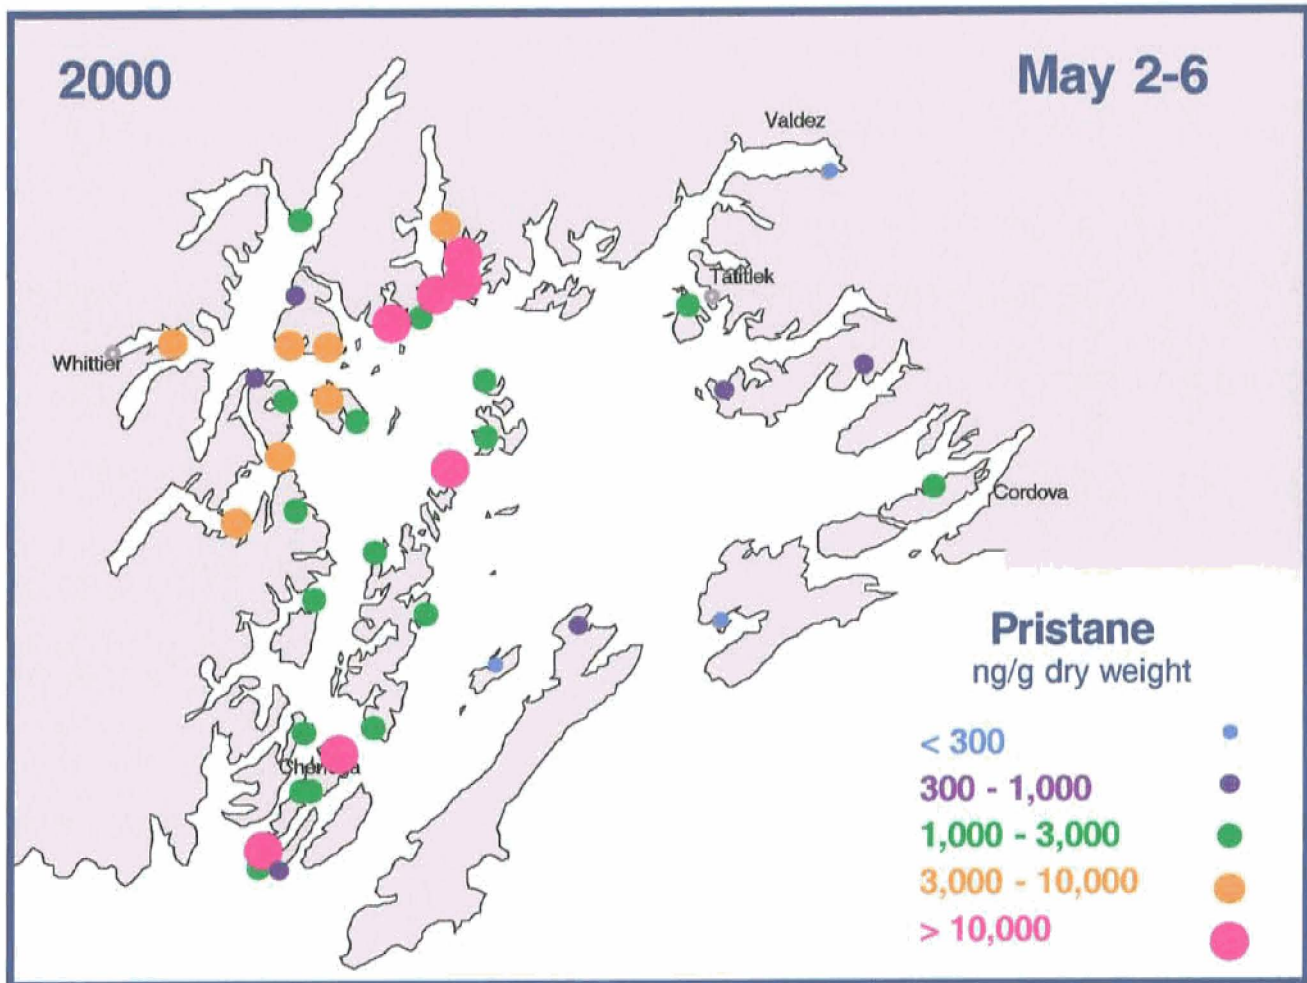 2000
May 2-6
Valdez
Tatitlek
Whittier
Cordova
Chenega
Pristane
ng/g dry weight
< 300
300 - 1,000
1,000 - 3,000
3,000 - 10,000
> 10,000